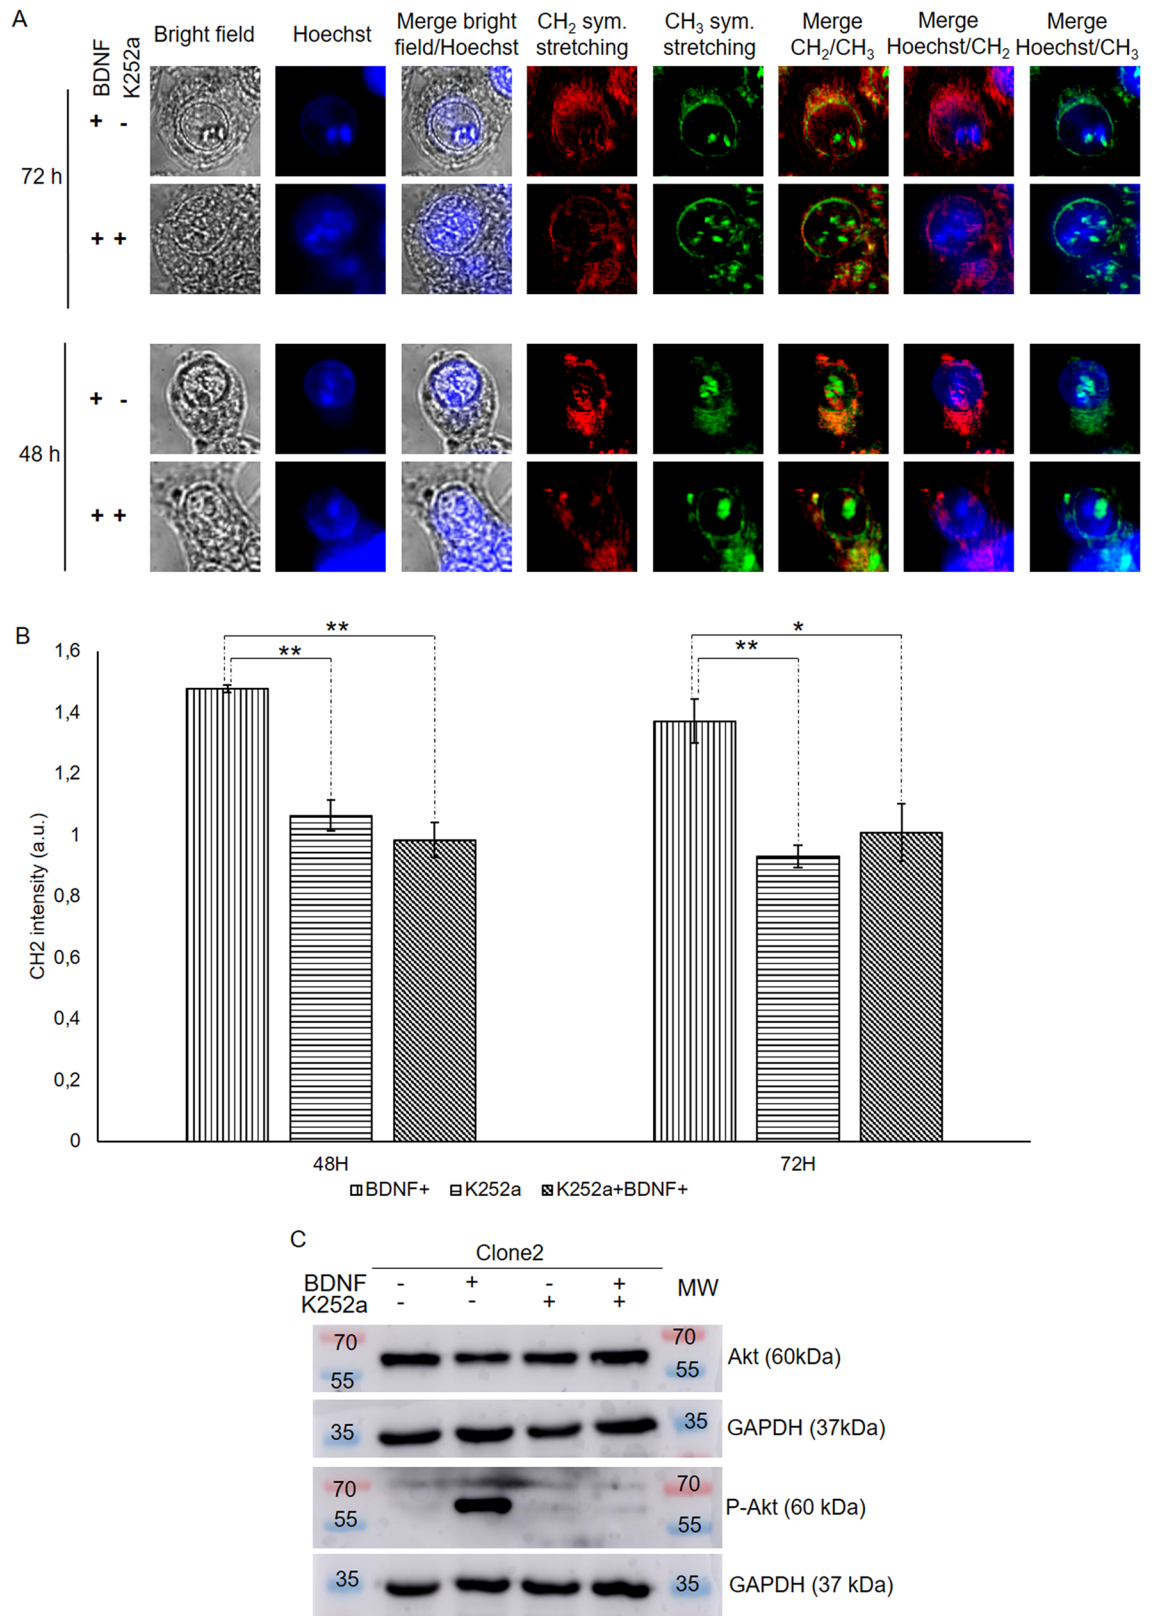 A
BDNF
K252a
Bright field
Hoechst
Merge bright
field/Hoechst
CH2 sym.
stretching
CH3 sym.
stretching
Merge
CH2/CH3
Merge
Hoechst/CH2
Merge
Hoechst/CH3
72 h
+ -
+ +
48 h
+ -
+ +
B
CH2 intensity (a.u.)
1,6
1,4
1,2
1
0,8
0,6
0,4
0,2
0
** 
**
*
**
48H
72H
BDNF+ K252a K252a+BDNF+
C
Clone2
BDNF - + - +
K252a - - + +
MW
70 70
55 55
Akt (60kDa)
35 35
GAPDH (37kDa)
70 70
55 55
P-Akt (60 kDa)
35 35
GAPDH (37 kDa)